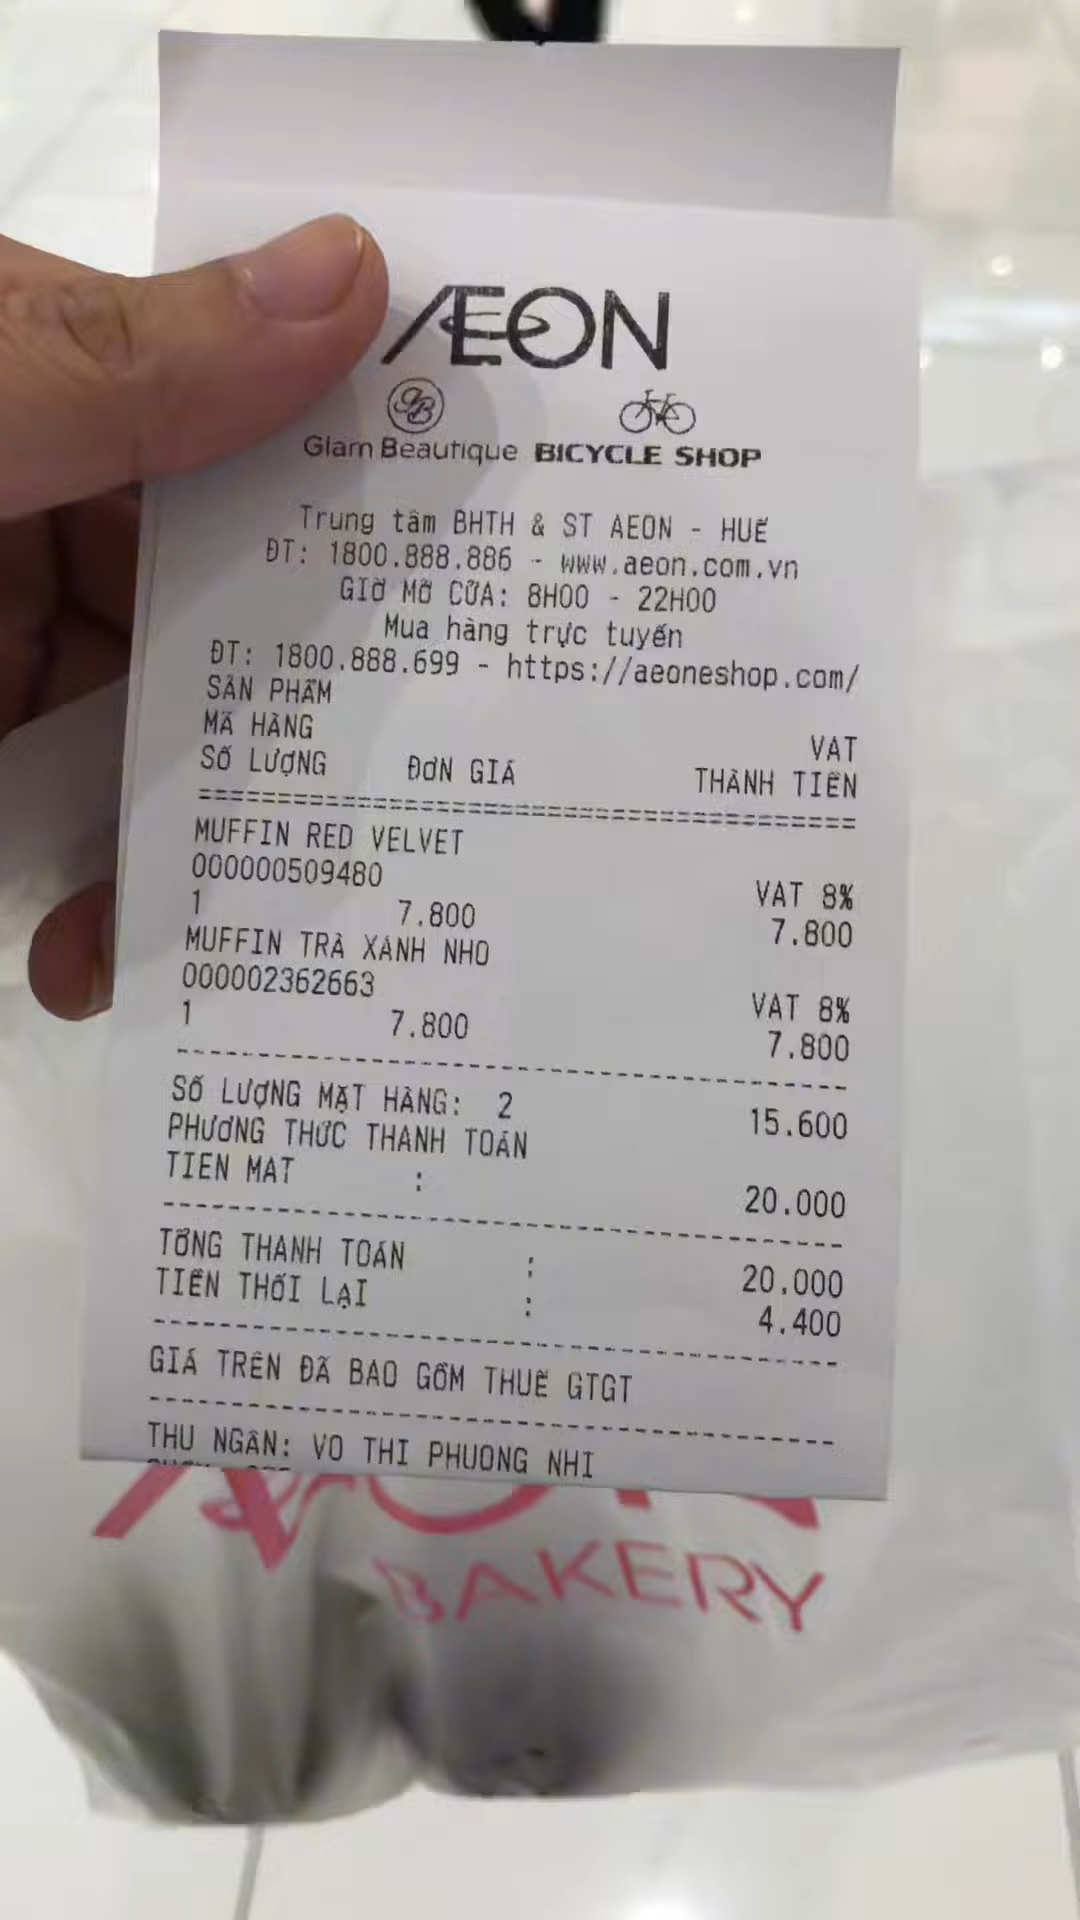 ÆON
GB
Glam Beautique BICYCLE SHOP
Trung tâm BHTH & ST AEON - HUẾ
ĐT: 1800.888.886 - www.aeon.com.vn
GIỜ MỞ CỬA: 8H00 - 22H00
Mua hàng trực tuyến
ĐT: 1800.888.699 - https://aeoneshop.com/
SẢN PHẨM
MÃ HÀNG VAT
SỐ LƯỢNG ĐƠN GIÁ THÀNH TIỀN
MUFFIN RED VELVET
000000509480 VAT 8%
1 7.800 7.800
MUFFIN TRÀ XANH NHO
000002362663 VAT 8%
1 7.800 7.800
SỐ LƯỢNG MẶT HÀNG: 2 15.600
PHƯƠNG THỨC THANH TOÁN
TIEN MAT : 20.000
TỔNG THANH TOÁN : 20.000
TIỀN THỐI LẠI : 4.400
GIÁ TRÊN ĐÃ BAO GỒM THUẾ GTGT
THU NGÂN: VO THI PHUONG NHI
ÆON
BAKERY